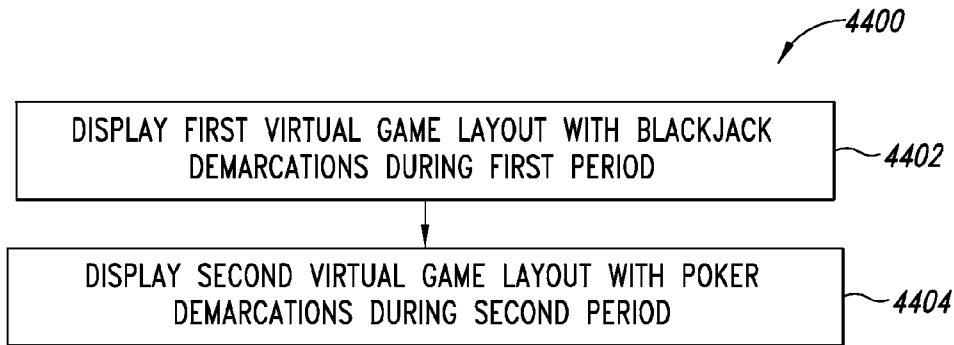 4400
DISPLAY FIRST VIRTUAL GAME LAYOUT WITH BLACKJACK
DEMARCATIONS DURING FIRST PERIOD
4402
DISPLAY SECOND VIRTUAL GAME LAYOUT WITH POKER
DEMARCATIONS DURING SECOND PERIOD
4404